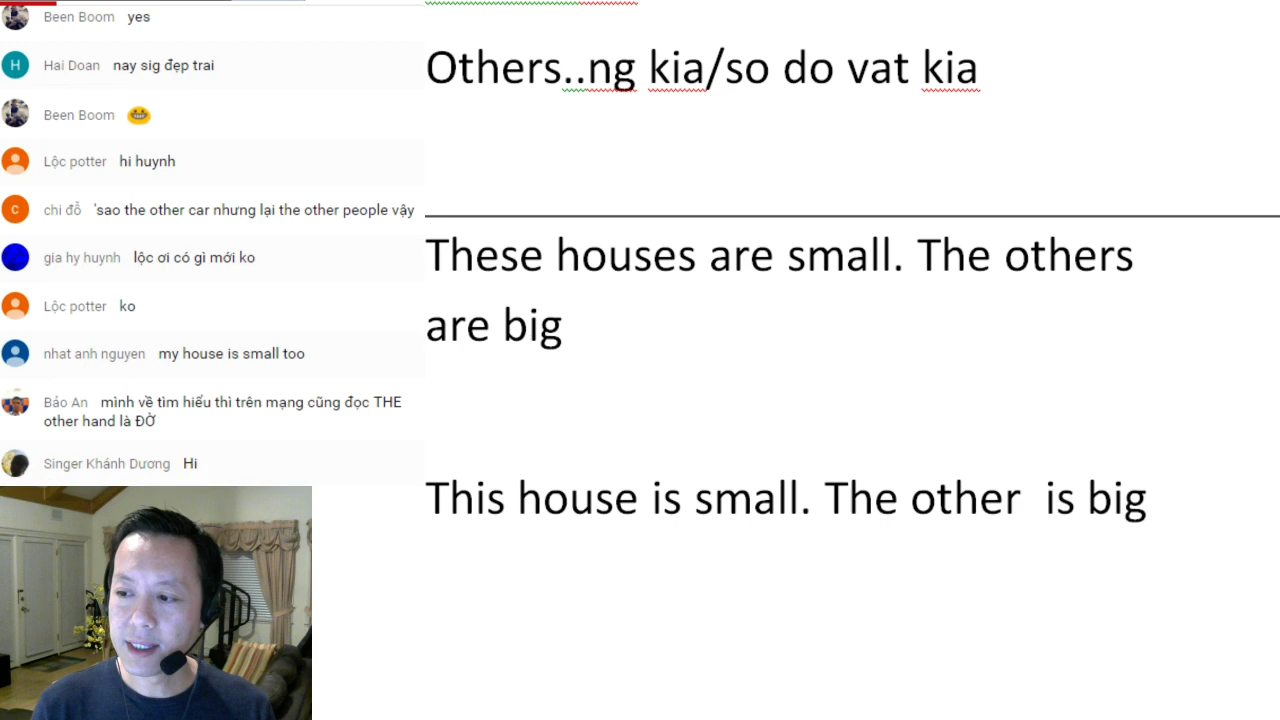 Been Boom yes
H Hai Doan nay sig đẹp trai
Been Boom
Lộc potter hi huynh
c chi đỗ 'sao the other car nhưng lại the other people vậy
gia hy huynh lộc ơi có gì mới ko
Lộc potter ko
nhat anh nguyen my house is small too
Bảo An mình về tìm hiểu thì trên mạng cũng đọc THE
other hand là ĐỜ
Singer Khánh Dương Hi
Others..ng kia/so do vat kia
These houses are small. The others
are big
This house is small. The other is big